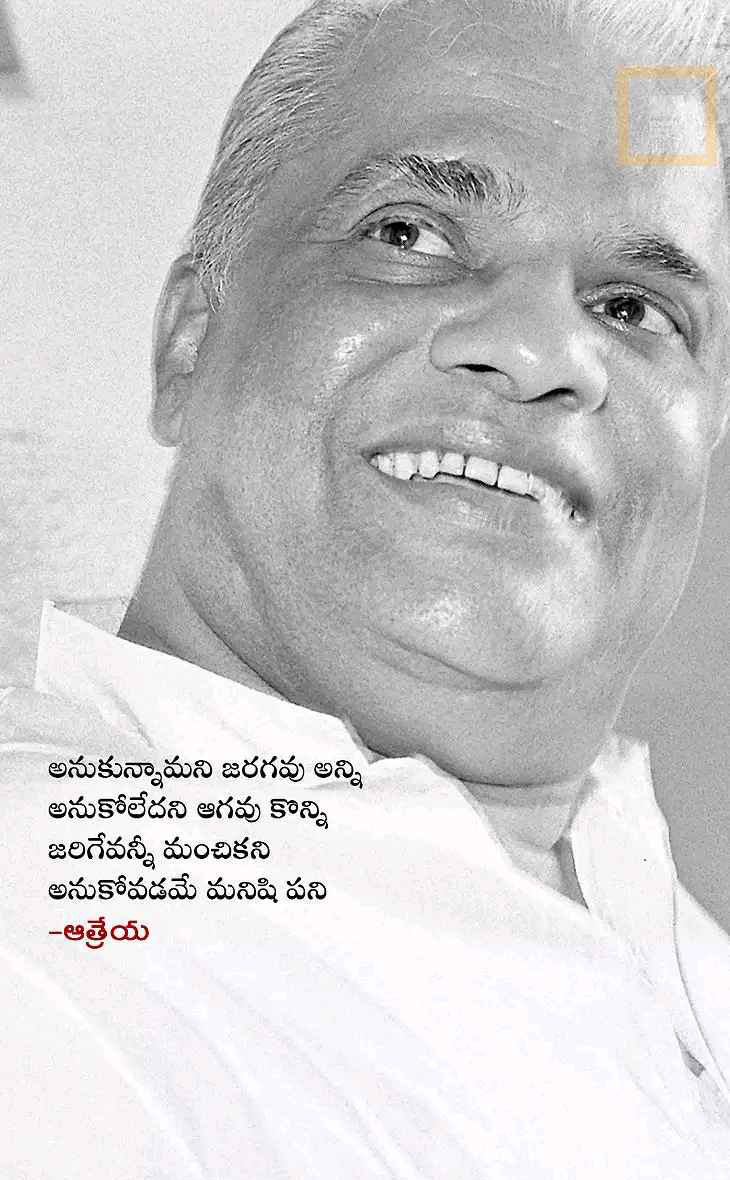 అనుకున్నామని జరగవు అన్ని
అనుకోలేదని ఆగవు కొన్ని
జరిగేవన్నీ మంచికని
అనుకోవడమే మనిషి పని
-ఆత్రేయ